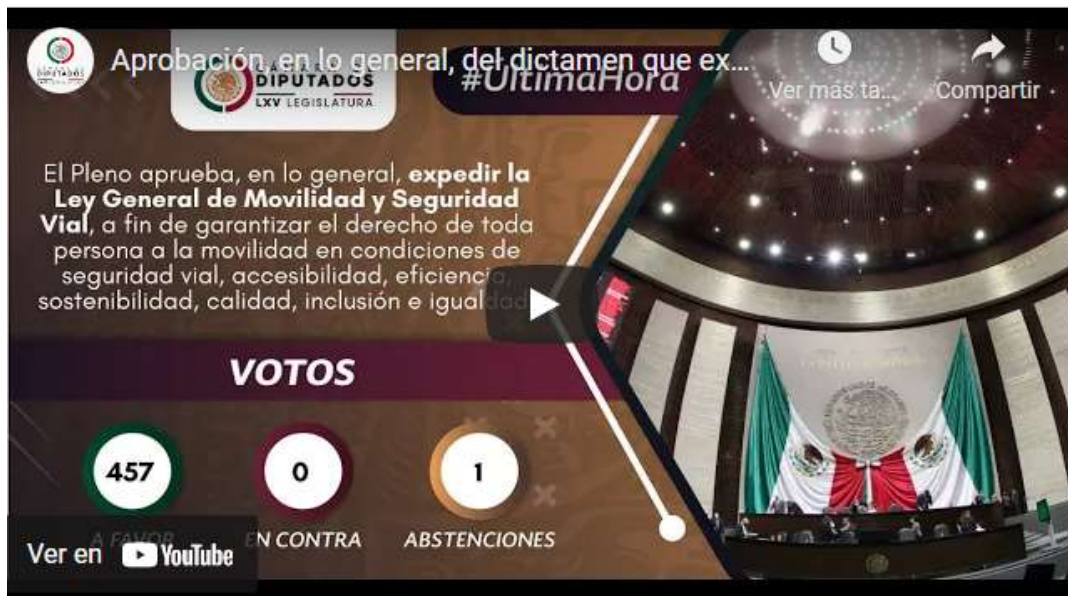 Aprobación, en lo general, del dictamen que ex...
DIPUTADOS
LXV LEGISLATURA
#ÚltimaHora
Ver más ta...
Compartir
El Pleno aprueba, en lo general, expedir la
Ley General de Movilidad y Seguridad
Vial, a fin de garantizar el derecho de toda
persona a la movilidad en condiciones de
seguridad vial, accesibilidad, eficiencia,
sostenibilidad, calidad, inclusión e igualdad
VOTOS
457
0
1
A FAVOR
EN CONTRA
ABSTENCIONES
Ver en YouTube